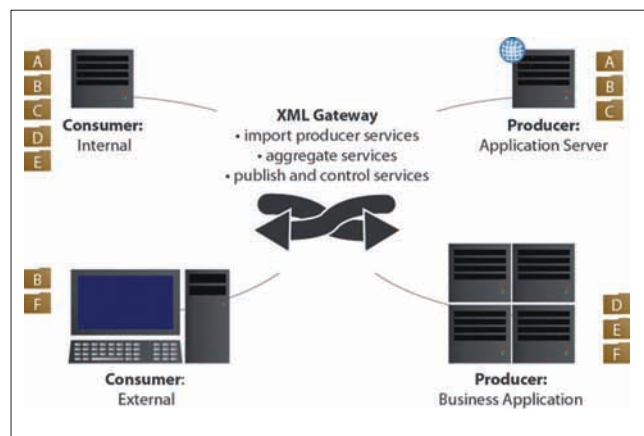 A
B
C
D
E
Consumer:
Internal
XML Gateway
• import producer services
• aggregate services
• publish and control services
A
B
C
Producer:
Application Server
B
F
Consumer:
External
D
E
F
Producer:
Business Application